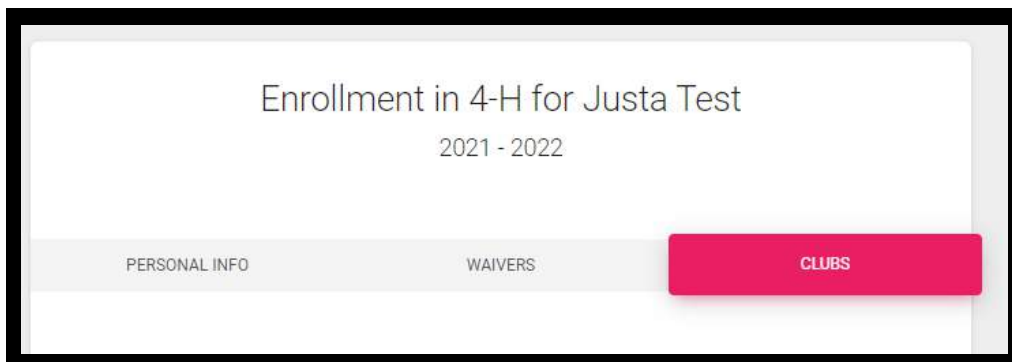 Enrollment in 4-H for Justa Test
2021 - 2022
PERSONAL INFO WAIVERS CLUBS